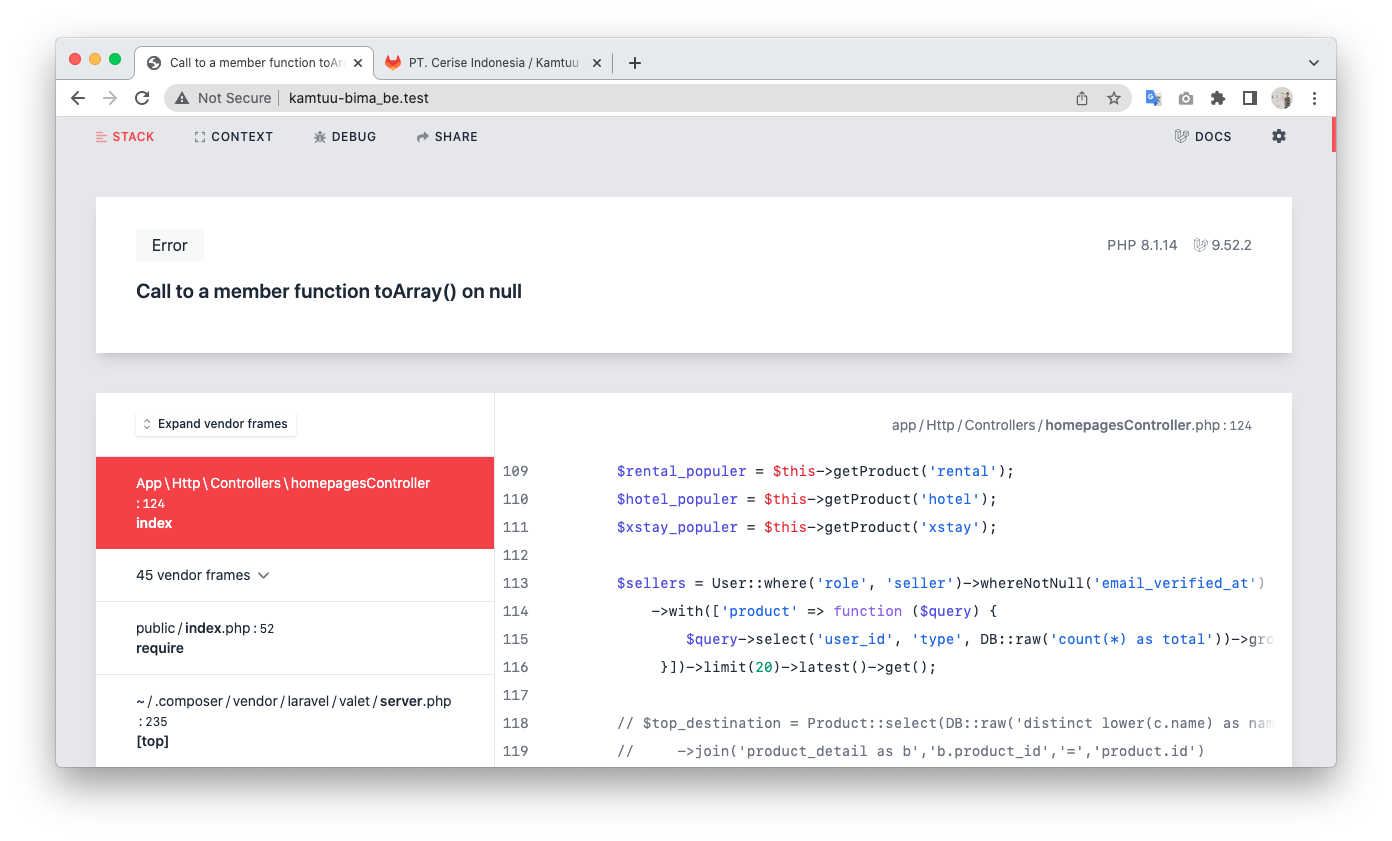 Call to a member function toAr
PT. Cerise Indonesia / Kamtuu
Not Secure
kamtuu-bima_be.test
STACK
CONTEXT
DEBUG
SHARE
DOCS
Error
PHP 8.1.14
9.52.2
Call to a member function toArray() on null
Expand vendor frames
app / Http / Controllers / homepagesController.php : 124
App \ Http \ Controllers \ homepagesController
: 124
index
45 vendor frames
public / index.php : 52
require
~ / .composer / vendor / laravel / valet / server.php
: 235
[top]
109 $rental_populer = $this->getProduct('rental');
110 $hotel_populer = $this->getProduct('hotel');
111 $xstay_populer = $this->getProduct('xstay');
112
113 $sellers = User::where('role', 'seller')->whereNotNull('email_verified_at')
114 ->with(['product' => function ($query) {
115 $query->select('user_id', 'type', DB::raw('count(*) as total'))->gro
116 }])->limit(20)->latest()->get();
117
118 // $top_destination = Product::select(DB::raw('distinct lower(c.name) as nam
119 // ->join('product_detail as b','b.product_id','=','product.id')